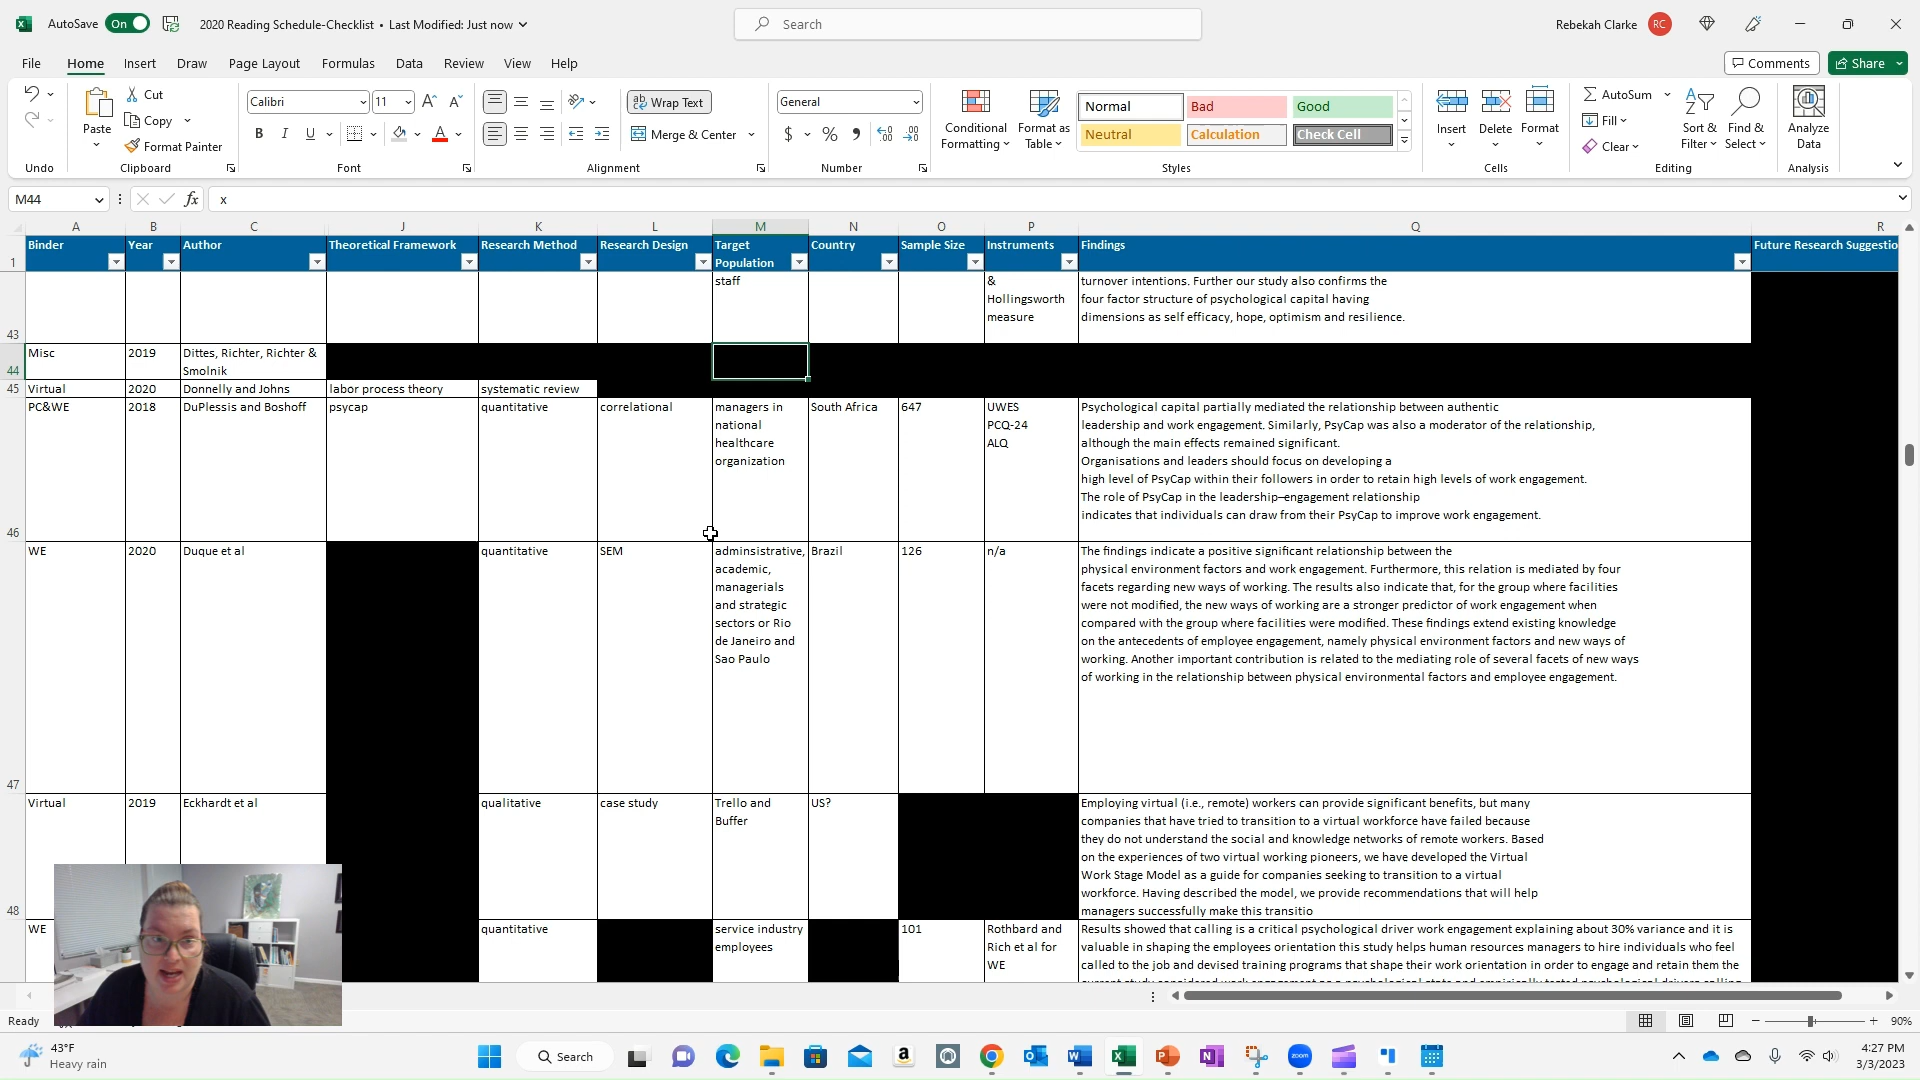 AutoSave On 2020 Reading Schedule-Checklist • Last Modified: Just now Search Rebekah Clarke RC
File Home Insert Draw Page Layout Formulas Data Review View Help Comments Share
Cut
Copy
Format Painter
Paste
Calibri 11
B I U
Wrap Text
Merge & Center
General
$ % 9
Conditional Formatting
Format as Table
Normal Bad Good
Neutral Calculation Check Cell
Insert Delete Format
AutoSum
Fill
Clear
Sort & Filter
Find & Select
Analyze Data
Undo Clipboard Font Alignment Number Styles Cells Editing Analysis
M44 fx x
A B C J K L M N O P Q R
1 Binder Year Author Theoretical Framework Research Method Research Design Target Population Country Sample Size Instruments Findings Future Research Suggestio
staff
&
Hollingsworth
measure
turnover intentions. Further our study also confirms the
four factor structure of psychological capital having
dimensions as self efficacy, hope, optimism and resilience.
43
Misc 2019 Dittes, Richter, Richter &
Smolnik
44
45 Virtual 2020 Donnelly and Johns labor process theory systematic review
PC&WE 2018 DuPlessis and Boshoff psycap quantitative correlational
managers in
national
healthcare
organization
South Africa 647
UWES
PCQ-24
ALQ
Psychological capital partially mediated the relationship between authentic
leadership and work engagement. Similarly, PsyCap was also a moderator of the relationship,
although the main effects remained significant.
Organisations and leaders should focus on developing a
high level of PsyCap within their followers in order to retain high levels of work engagement.
The role of PsyCap in the leadership–engagement relationship
indicates that individuals can draw from their PsyCap to improve work engagement.
46
WE 2020 Duque et al quantitative SEM
adminsistrative,
academic,
managerials
and strategic
sectors or Rio
de Janeiro and
Sao Paulo
Brazil 126 n/a
The findings indicate a positive significant relationship between the
physical environment factors and work engagement. Furthermore, this relation is mediated by four
facets regarding new ways of working. The results also indicate that, for the group where facilities
were not modified, the new ways of working are a stronger predictor of work engagement when
compared with the group where facilities were modified. These findings extend existing knowledge
on the antecedents of employee engagement, namely physical environment factors and new ways of
working. Another important contribution is related to the mediating role of several facets of new ways
of working in the relationship between physical environmental factors and employee engagement.
47
Virtual 2019 Eckhardt et al qualitative case study
Trello and
Buffer
US?
Employing virtual (i.e., remote) workers can provide significant benefits, but many
companies that have tried to transition to a virtual workforce have failed because
they do not understand the social and knowledge networks of remote workers. Based
on the experiences of two virtual working pioneers, we have developed the Virtual
Work Stage Model as a guide for companies seeking to transition to a virtual
workforce. Having described the model, we provide recommendations that will help
managers successfully make this transitio
48
WE quantitative
service industry
employees
101
Rothbard and
Rich et al for
WE
Results showed that calling is a critical psychological driver work engagement explaining about 30% variance and it is
valuable in shaping the employees orientation this study helps human resources managers to hire individuals who feel
called to the job and devised training programs that shape their work orientation in order to engage and retain them the
Ready 90%
43°F
Heavy rain
Search
zoom
4:27 PM
3/3/2023